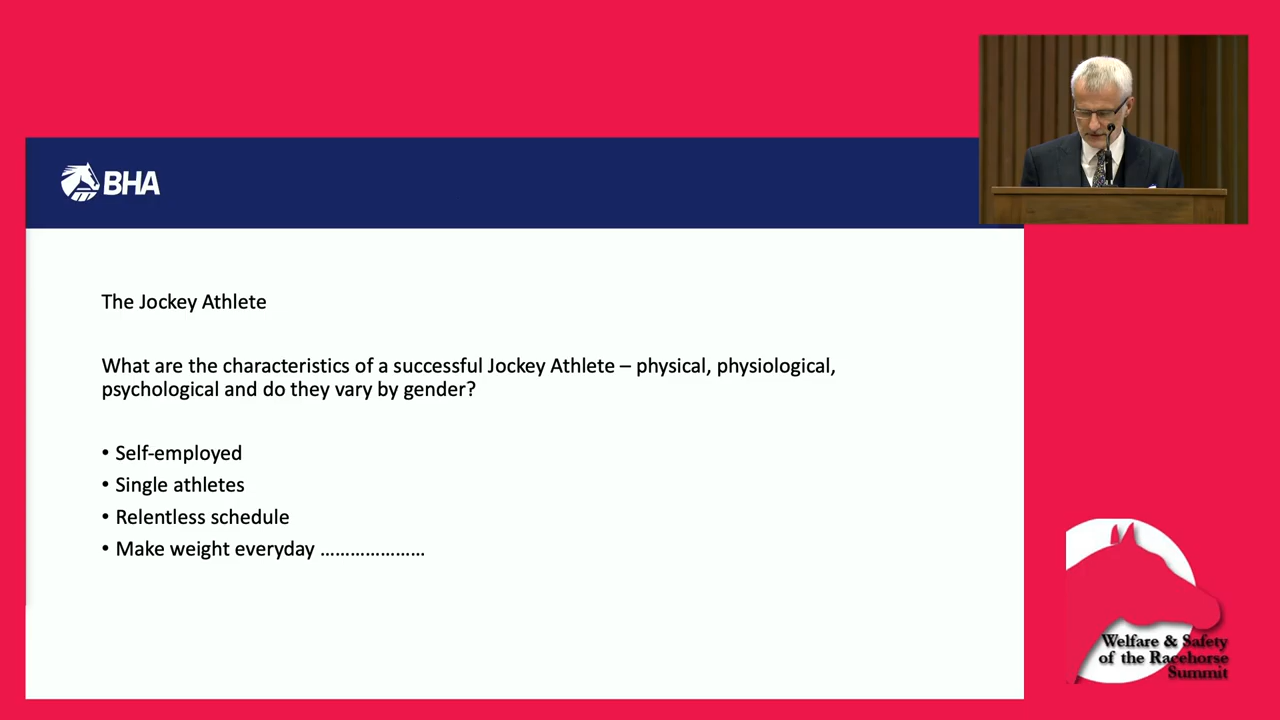 BHA
The Jockey Athlete
What are the characteristics of a successful Jockey Athlete – physical, physiological,
psychological and do they vary by gender?
• Self-employed
• Single athletes
• Relentless schedule
• Make weight everyday …………………
Welfare & Safety
of the Racehorse
Summit